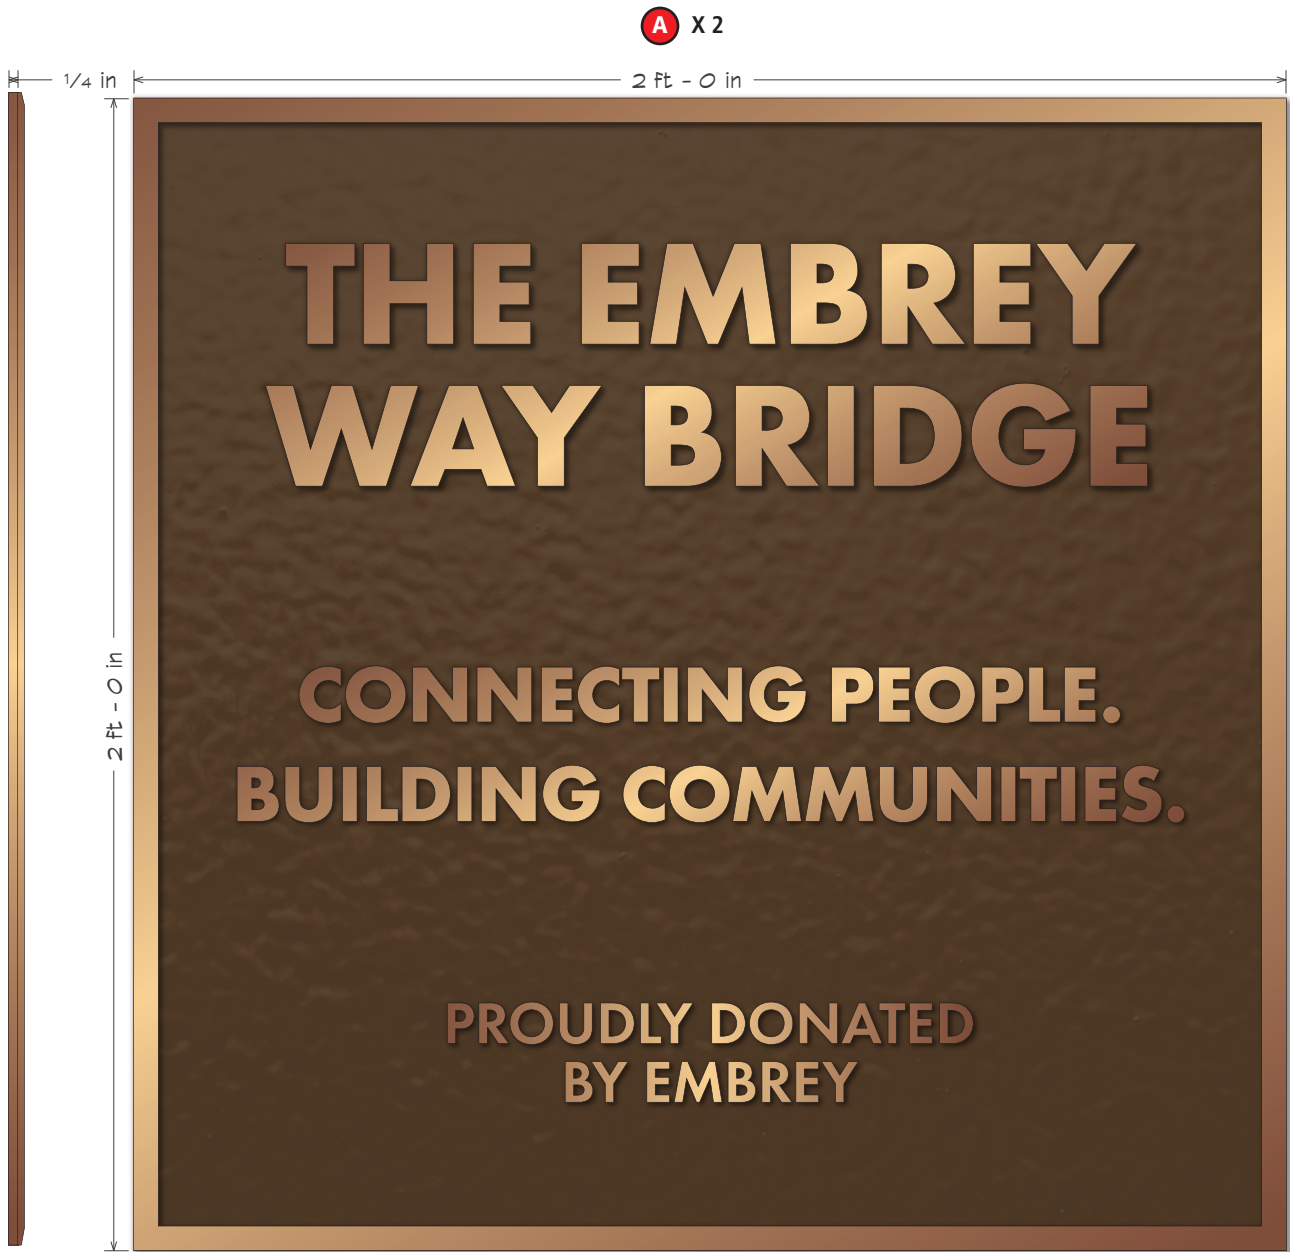 A X 2
1/4 in
2 ft - 0 in
2 ft - 0 in
THE EMBREY
WAY BRIDGE
CONNECTING PEOPLE.
BUILDING COMMUNITIES.
PROUDLY DONATED
BY EMBREY